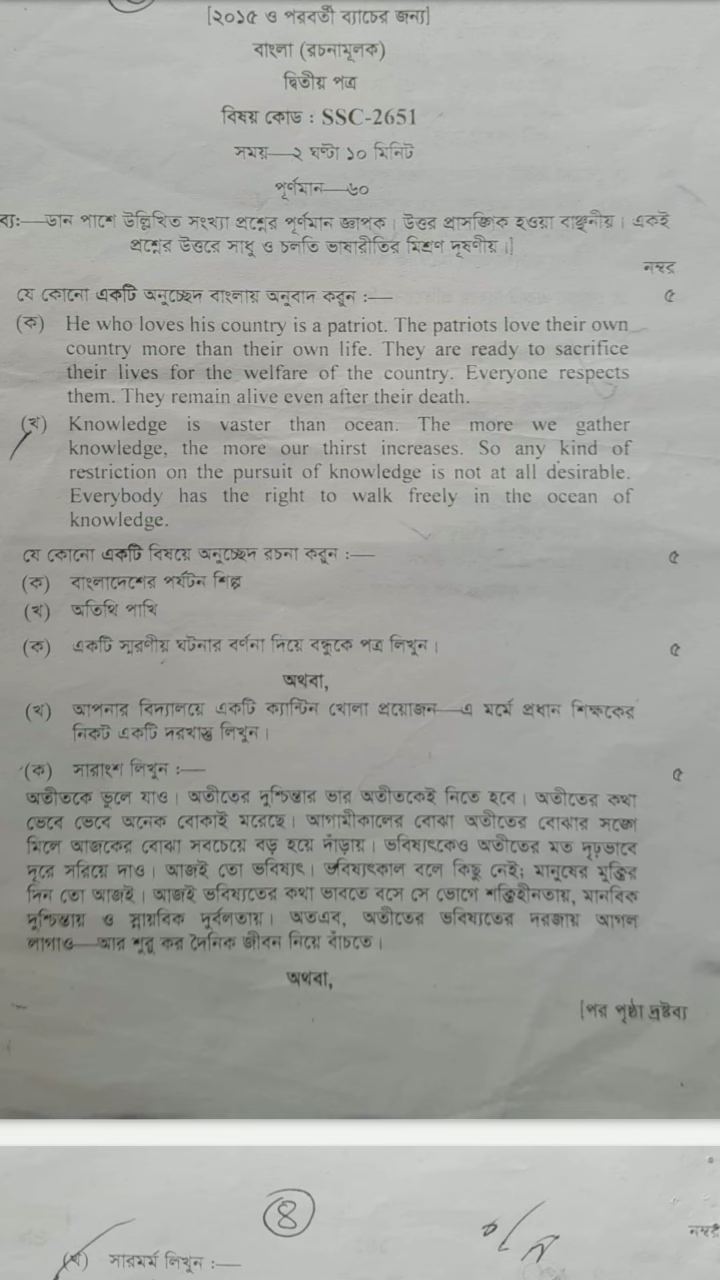 [২০১৫ ও পরবর্তী ব্যাচের জন্য]
বাংলা (রচনামূলক)
দ্বিতীয় পত্র
বিষয় কোড : SSC-2651
সময়—২ ঘণ্টা ১০ মিনিট
পূর্ণমান—৬০
ব্য:—ডান পাশে উল্লিখিত সংখ্যা প্রশ্নের পূর্ণমান জ্ঞাপক। উত্তর প্রাসঙ্গিক হওয়া বাঞ্ছনীয়। একই
প্রশ্নের উত্তরে সাধু ও চলতি ভাষারীতির মিশ্রণ দূষণীয়।]
নম্বর
যে কোনো একটি অনুচ্ছেদ বাংলায় অনুবাদ করুন :— ৫
(ক) He who loves his country is a patriot. The patriots love their own
country more than their own life. They are ready to sacrifice
their lives for the welfare of the country. Everyone respects
them. They remain alive even after their death.
(খ) Knowledge is vaster than ocean. The more we gather
knowledge, the more our thirst increases. So any kind of
restriction on the pursuit of knowledge is not at all desirable.
Everybody has the right to walk freely in the ocean of
knowledge.
যে কোনো একটি বিষয়ে অনুচ্ছেদ রচনা করুন :— ৫
(ক) বাংলাদেশের পর্যটন শিল্প
(খ) অতিথি পাখি
(ক) একটি স্মরণীয় ঘটনার বর্ণনা দিয়ে বন্ধুকে পত্র লিখুন। ৫
অথবা,
(খ) আপনার বিদ্যালয়ে একটি ক্যান্টিন খোলা প্রয়োজন—এ মর্মে প্রধান শিক্ষকের
নিকট একটি দরখাস্ত লিখুন।
(ক) সারাংশ লিখুন :— ৫
অতীতকে ভুলে যাও। অতীতের দুশ্চিন্তার ভার অতীতকেই নিতে হবে। অতীতের কথা
ভেবে ভেবে অনেক বোকাই মরেছে। আগামীকালের বোঝা অতীতের বোঝার সঙ্গে
মিলে আজকের বোঝা সবচেয়ে বড় হয়ে দাঁড়ায়। ভবিষ্যৎকেও অতীতের মত দৃঢ়ভাবে
দূরে সরিয়ে দাও। আজই তো ভবিষ্যৎ। ভবিষ্যৎকাল বলে কিছু নেই; মানুষের মুক্তির
দিন তো আজই। আজই ভবিষ্যতের কথা ভাবতে বসে সে ভোগে শক্তিহীনতায়, মানবিক
দুশ্চিন্তায় ও স্নায়বিক দুর্বলতায়। অতএব, অতীতের ভবিষ্যতের দরজায় আগল
লাগাও—আর শুরু কর দৈনিক জীবন নিয়ে বাঁচতে।
অথবা,
[পর পৃষ্ঠা দ্রষ্টব্য
৪
নম্বর
(খ) সারমর্ম লিখুন :—